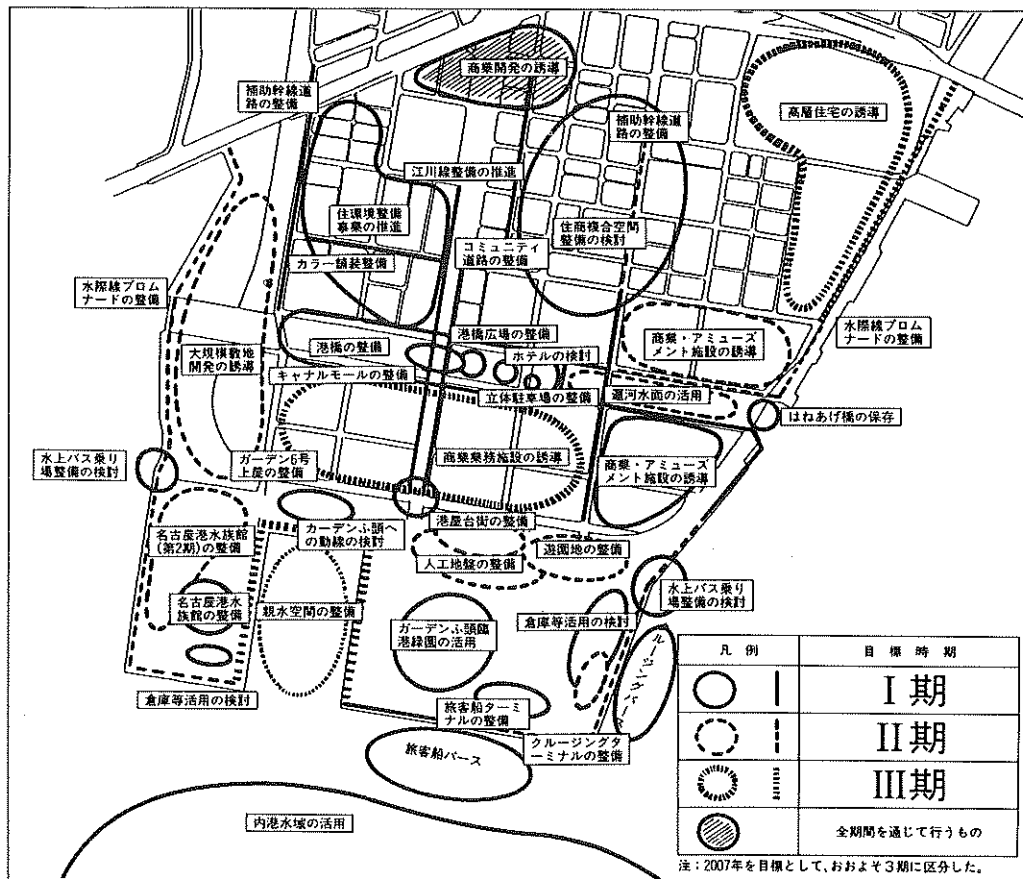 商業開発の誘導
補助幹線道
路の整備
補助幹線道
路の整備
高層住宅の誘導
江川線整備の推進
住環境整備
事業の推進
住商複合空間
整備の検討
コミュニティ
道路の整備
カラー舗装整備
水際線プロム
ナードの整備
水際線プロム
ナードの整備
大規模敷地
開発の誘導
港橋の整備
港橋広場の整備
ホテルの検討
商業・アミューズ
メント施設の誘導
キャナルモールの整備
立体駐車場の整備
運河水面の活用
はねあげ橋の保存
水上バス乗り
場整備の検討
ガーデン6号
上屋の整備
商業業務施設の誘導
商業・アミューズ
メント施設の誘導
名古屋港水族館
(第2期)の整備
ガーデンふ頭へ
の動線の検討
港屋台街の整備
人工地盤の整備
遊園地の整備
水上バス乗り
場整備の検討
名古屋港水
族館の整備
親水空間の整備
ガーデンふ頭臨
港緑園の活用
倉庫等活用の検討
クルージングバース
倉庫等活用の検討
旅客船ターミ
ナルの整備
クルージングタ
ーミナルの整備
旅客船バース
内港水域の活用
凡例 目標時期
I期
II期
III期
全期間を通じて行うもの
注:2007年を目標として、おおよそ3期に区分した。